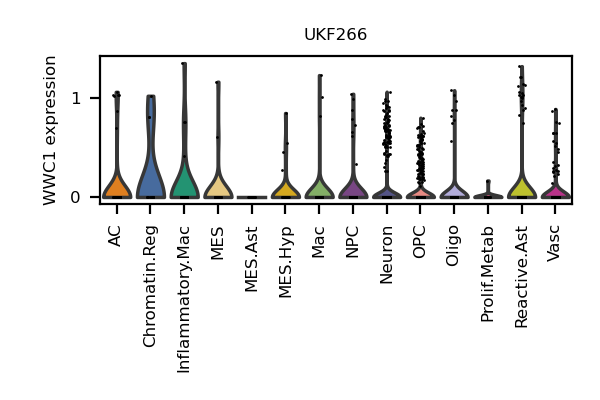 UKF266
WWC1 expression
1
0
AC
Chromatin.Reg
Inflammatory.Mac
MES
MES.Ast
MES.Hyp
Mac
NPC
Neuron
OPC
Oligo
Prolif.Metab
Reactive.Ast
Vasc